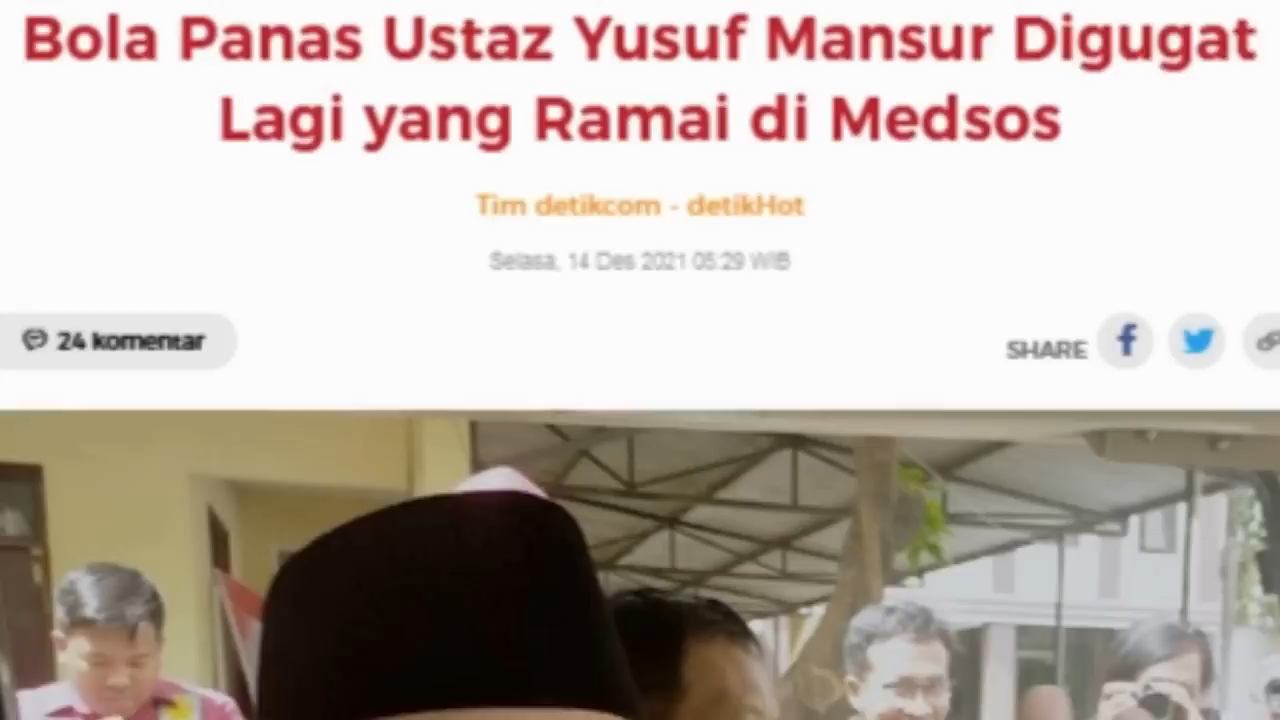 Bola Panas Ustaz Yusuf Mansur Digugat
Lagi yang Ramai di Medsos
Tim detikcom - detikHot
Selasa, 14 Des 2021 05:29 WIB
24 komentar
SHARE